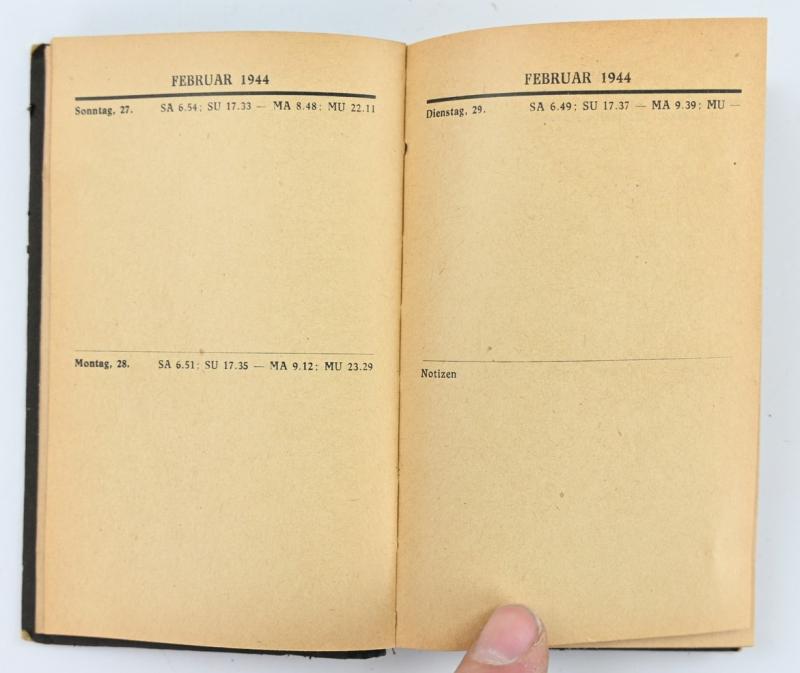 FEBRUAR 1944
Sonntag, 27. SA 6.54; SU 17.33 — MA 8.48; MU 22.11
Montag, 28. SA 6.51; SU 17.35 — MA 9.12; MU 23.29
FEBRUAR 1944
Dienstag, 29. SA 6.49; SU 17.37 — MA 9.39; MU —
Notizen